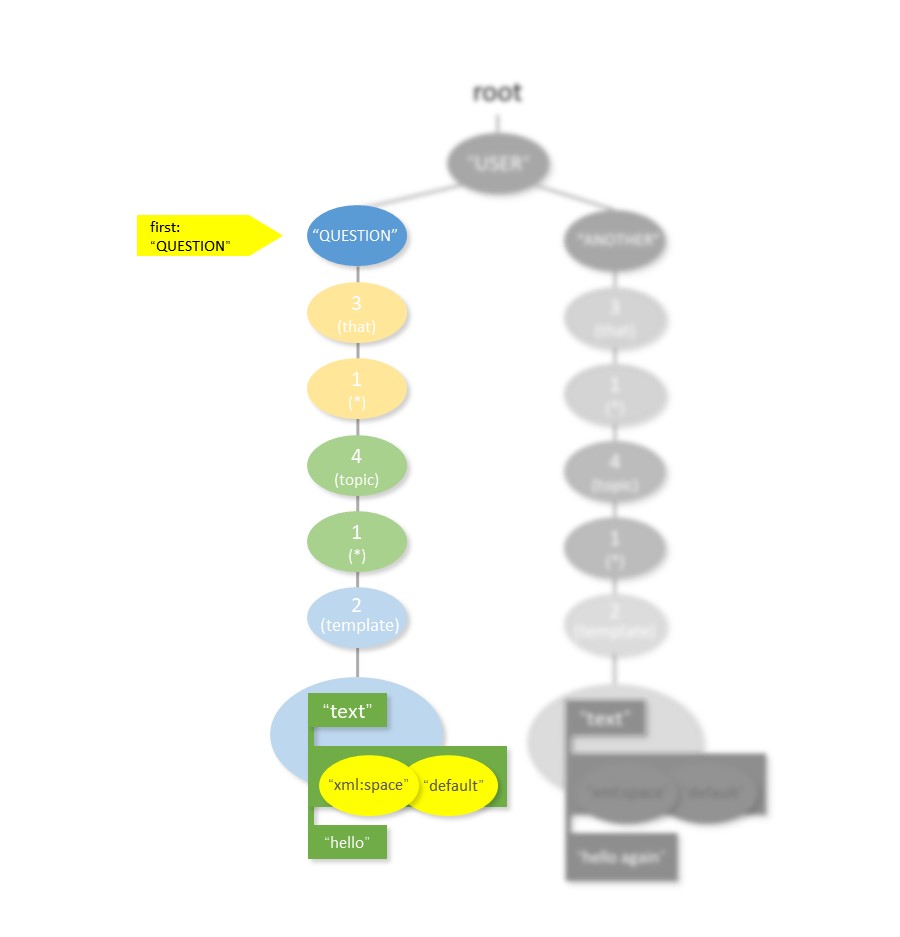 root
"USER"
first:
“QUESTION”
“QUESTION”
"ANOTHER"
3
(that)
3
(that)
1
(*)
1
(*)
4
(topic)
4
(topic)
1
(*)
1
(*)
2
(template)
2
(template)
“text”
"text"
“xml:space”
“default”
"xml:space"
"default"
“hello”
"hello again"